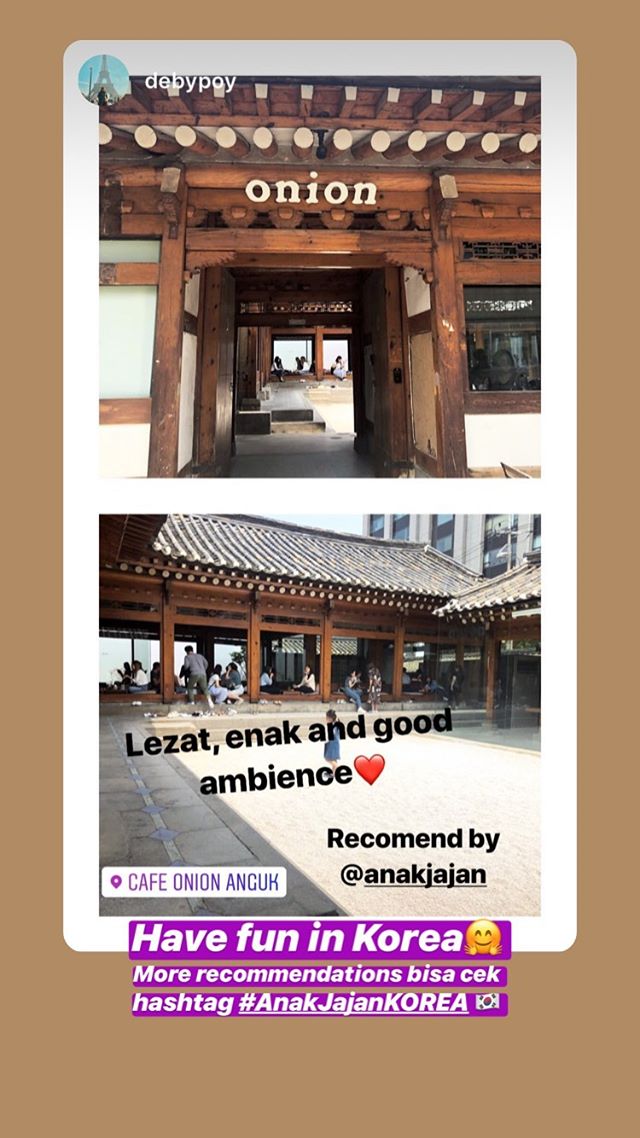 debypoy
onion
Lezat, enak and good
ambience❤️
Recomend by
@anakjajan
CAFE ONION ANGUK
Have fun in Korea🤗
More recommendations bisa cek
hashtag #AnakJajanKOREA 🇰🇷